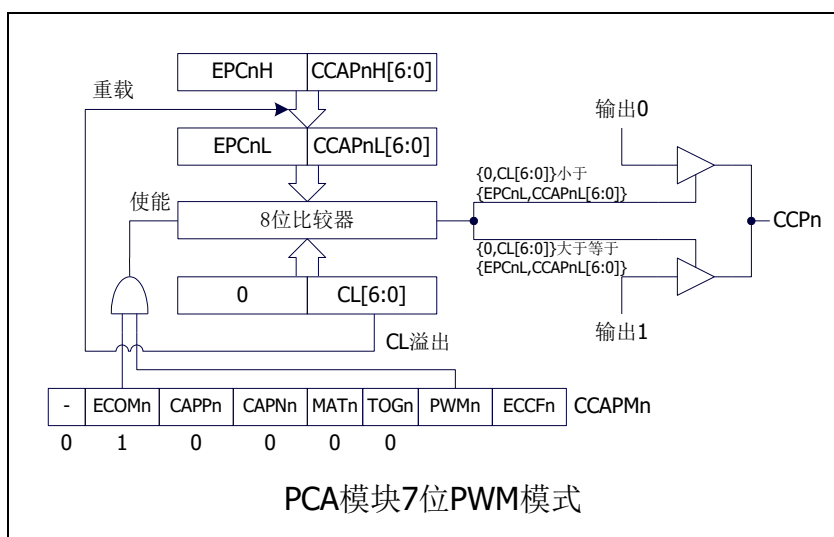 EPCnH CCAPnH[6:0]
重载
输出0
EPCnL CCAPnL[6:0]
{0,CL[6:0]}小于
{EPCnL,CCAPnL[6:0]}
使能
8位比较器
CCPn
{0,CL[6:0]}大于等于
{EPCnL,CCAPnL[6:0]}
0 CL[6:0]
输出1
CL溢出
- ECOMn CAPPn CAPNn MATn TOGn PWMn ECCFn CCAPMn
0 1 0 0 0 0
PCA模块7位PWM模式